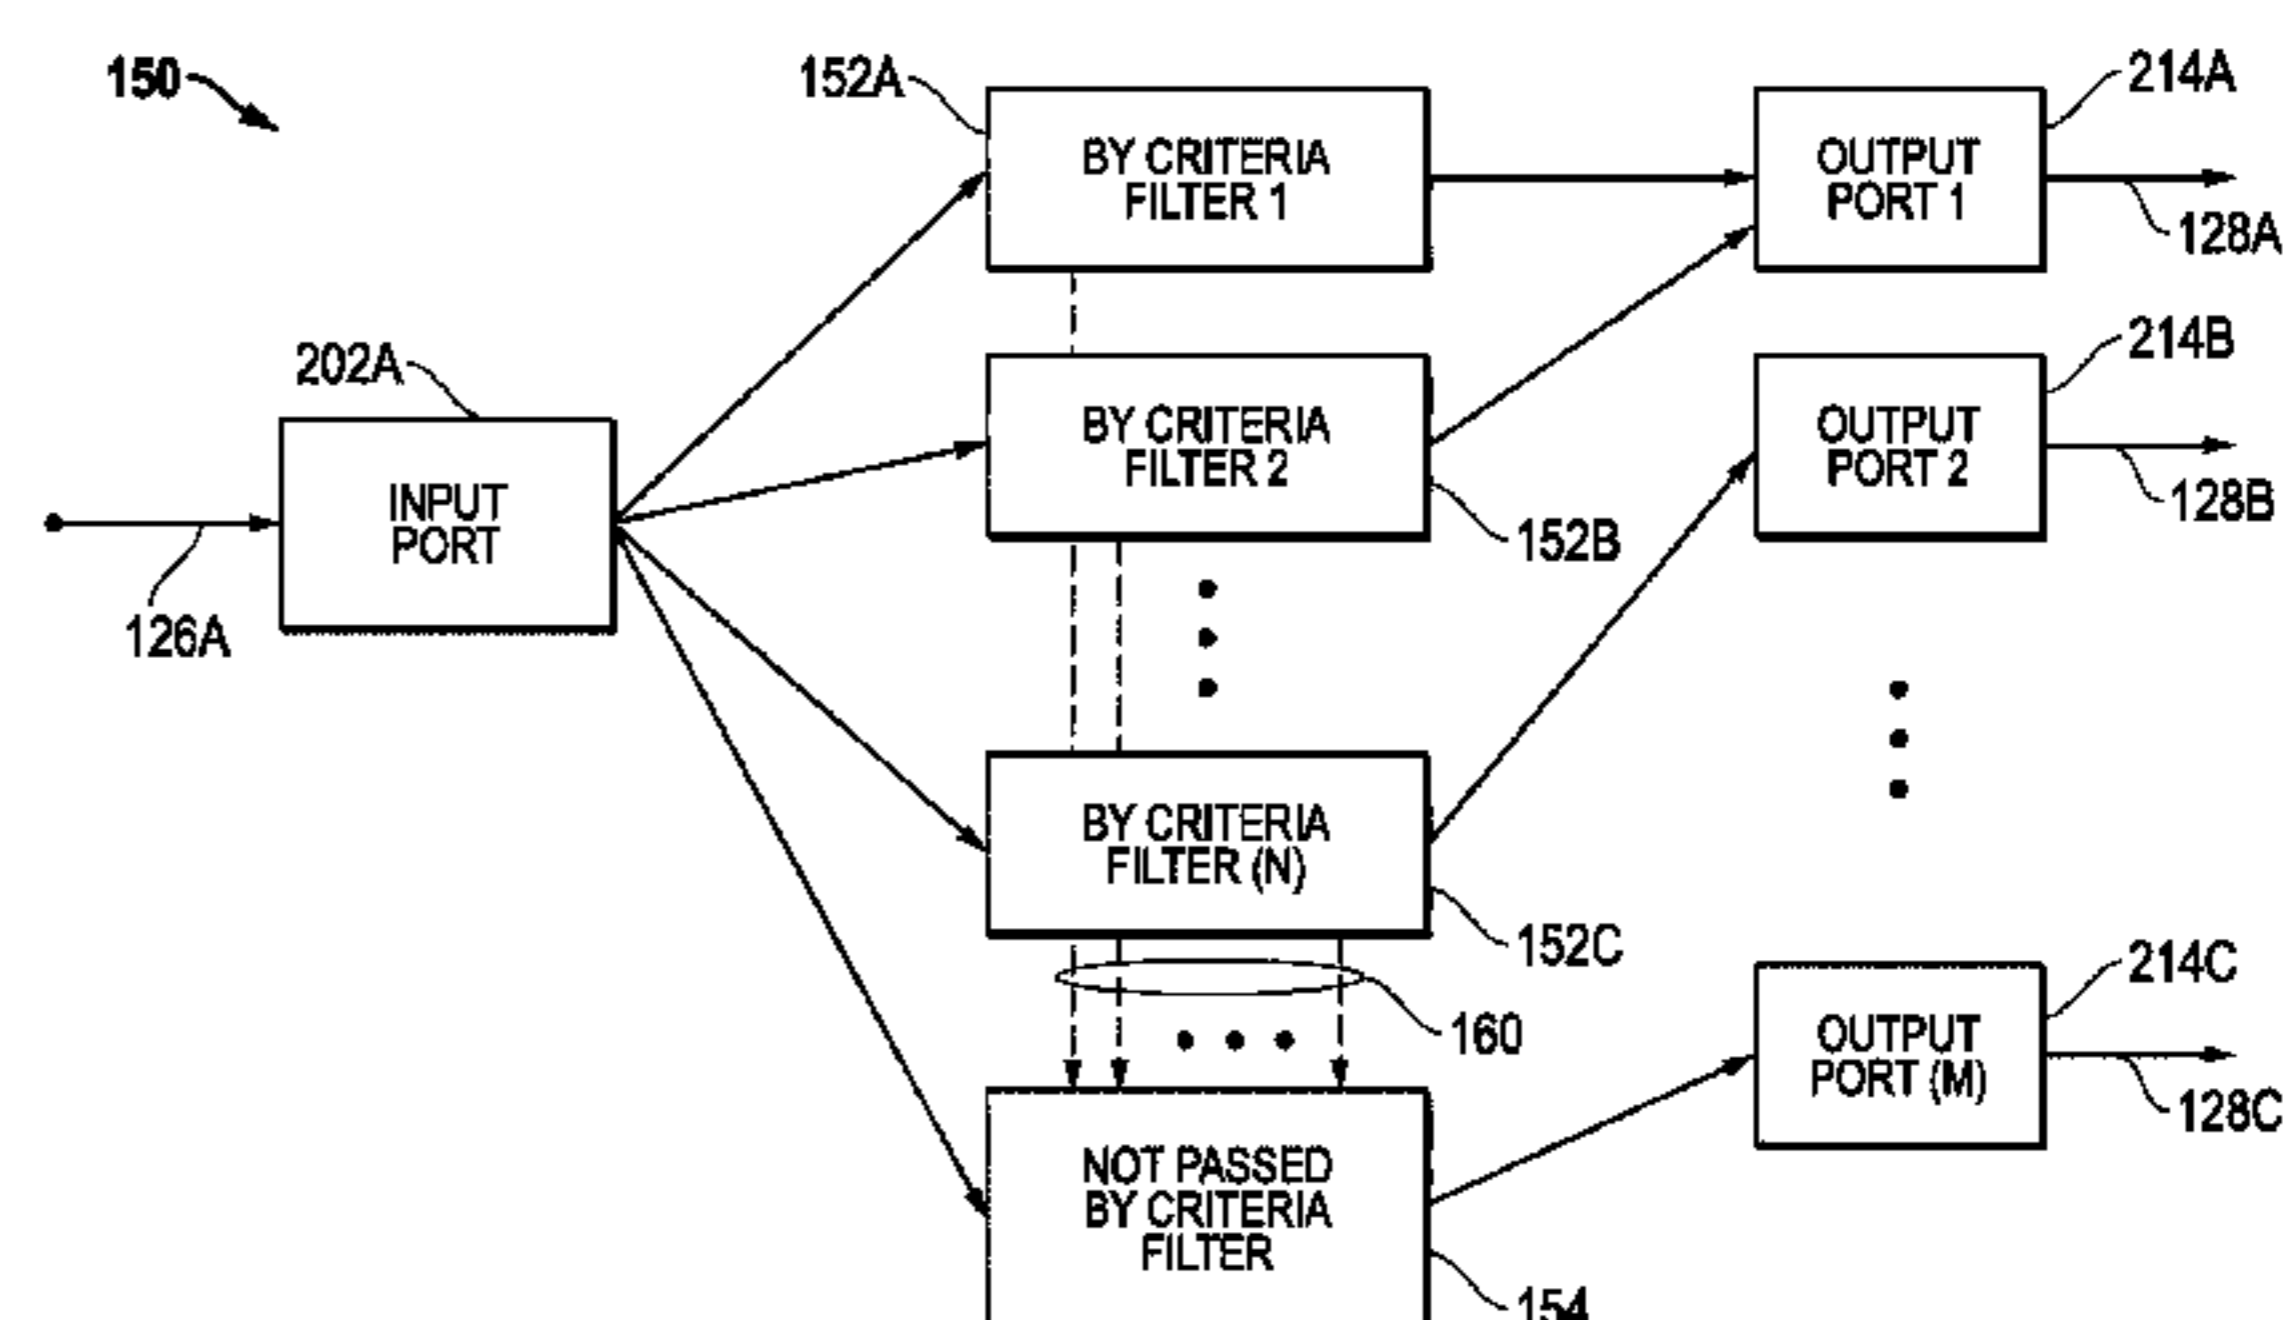 150
152A
BY CRITERIA
FILTER 1
OUTPUT
PORT 1
214A
128A
202A
INPUT
PORT
126A
BY CRITERIA
FILTER 2
152B
OUTPUT
PORT 2
214B
128B
BY CRITERIA
FILTER (N)
152C
160
OUTPUT
PORT (M)
214C
128C
NOT PASSED
BY CRITERIA
FILTER
154